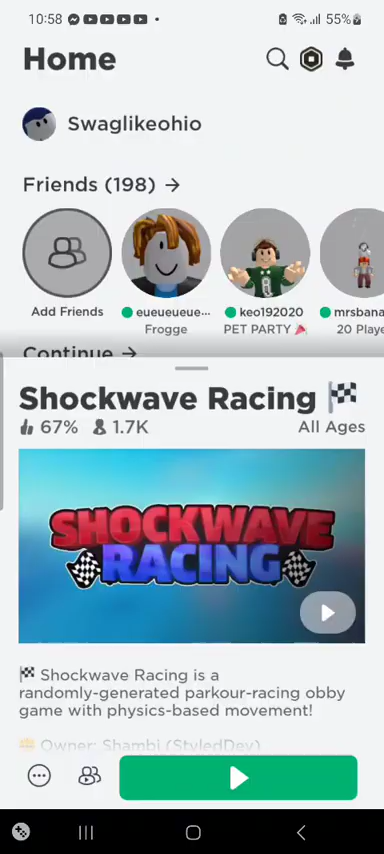 10:58
55%
Home
Swaglikeohio
Friends (198) →
Add Friends
eueueueue...
Frogge
keo192020
PET PARTY 🎉
mrsbana
20 Playe
Continue →
Shockwave Racing 🏁
67% 1.7K
All Ages
SHOCKWAVE
RACING
🏁 Shockwave Racing is a
randomly-generated parkour-racing obby
game with physics-based movement!
Owner: Shambi (StyledDev)